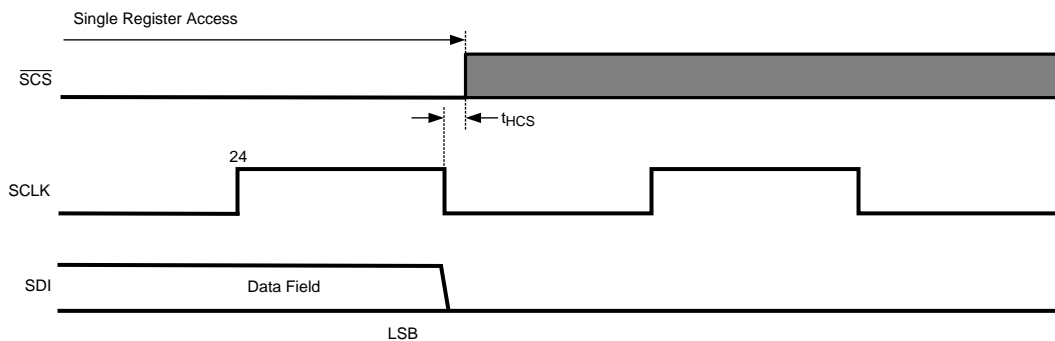 Single Register Access
SCS
tHCS
24
SCLK
SDI
Data Field
LSB